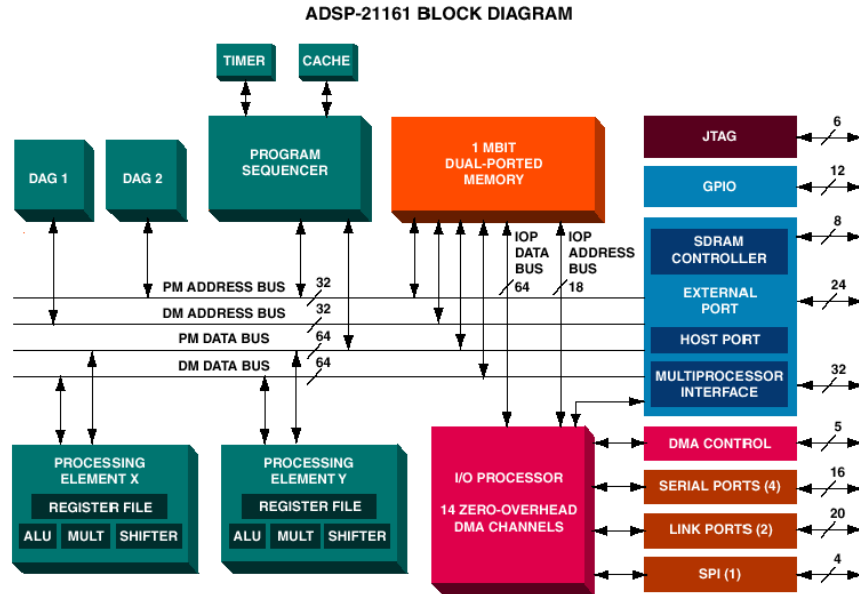 ADSP-21161 BLOCK DIAGRAM
TIMER
CACHE
DAG 1
DAG 2
PROGRAM
SEQUENCER
1 MBIT
DUAL-PORTED
MEMORY
JTAG
6
GPIO
12
SDRAM
CONTROLLER
8
EXTERNAL
PORT
24
HOST PORT
MULTIPROCESSOR
INTERFACE
32
IOP
DATA
BUS
64
IOP
ADDRESS
BUS
18
PM ADDRESS BUS
32
DM ADDRESS BUS
32
PM DATA BUS
64
DM DATA BUS
64
PROCESSING
ELEMENT X
REGISTER FILE
ALU
MULT
SHIFTER
PROCESSING
ELEMENT Y
REGISTER FILE
ALU
MULT
SHIFTER
I/O PROCESSOR
14 ZERO-OVERHEAD
DMA CHANNELS
DMA CONTROL
5
SERIAL PORTS (4)
16
LINK PORTS (2)
20
SPI (1)
4